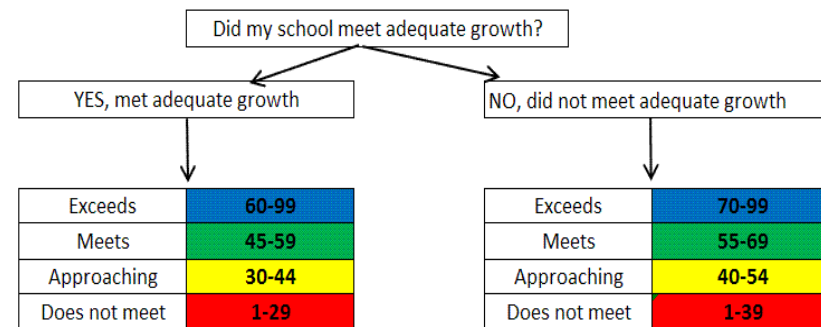 Did my school meet adequate growth?
YES, met adequate growth
NO, did not meet adequate growth
Exceeds 60-99
Meets 45-59
Approaching 30-44
Does not meet 1-29
Exceeds 70-99
Meets 55-69
Approaching 40-54
Does not meet 1-39